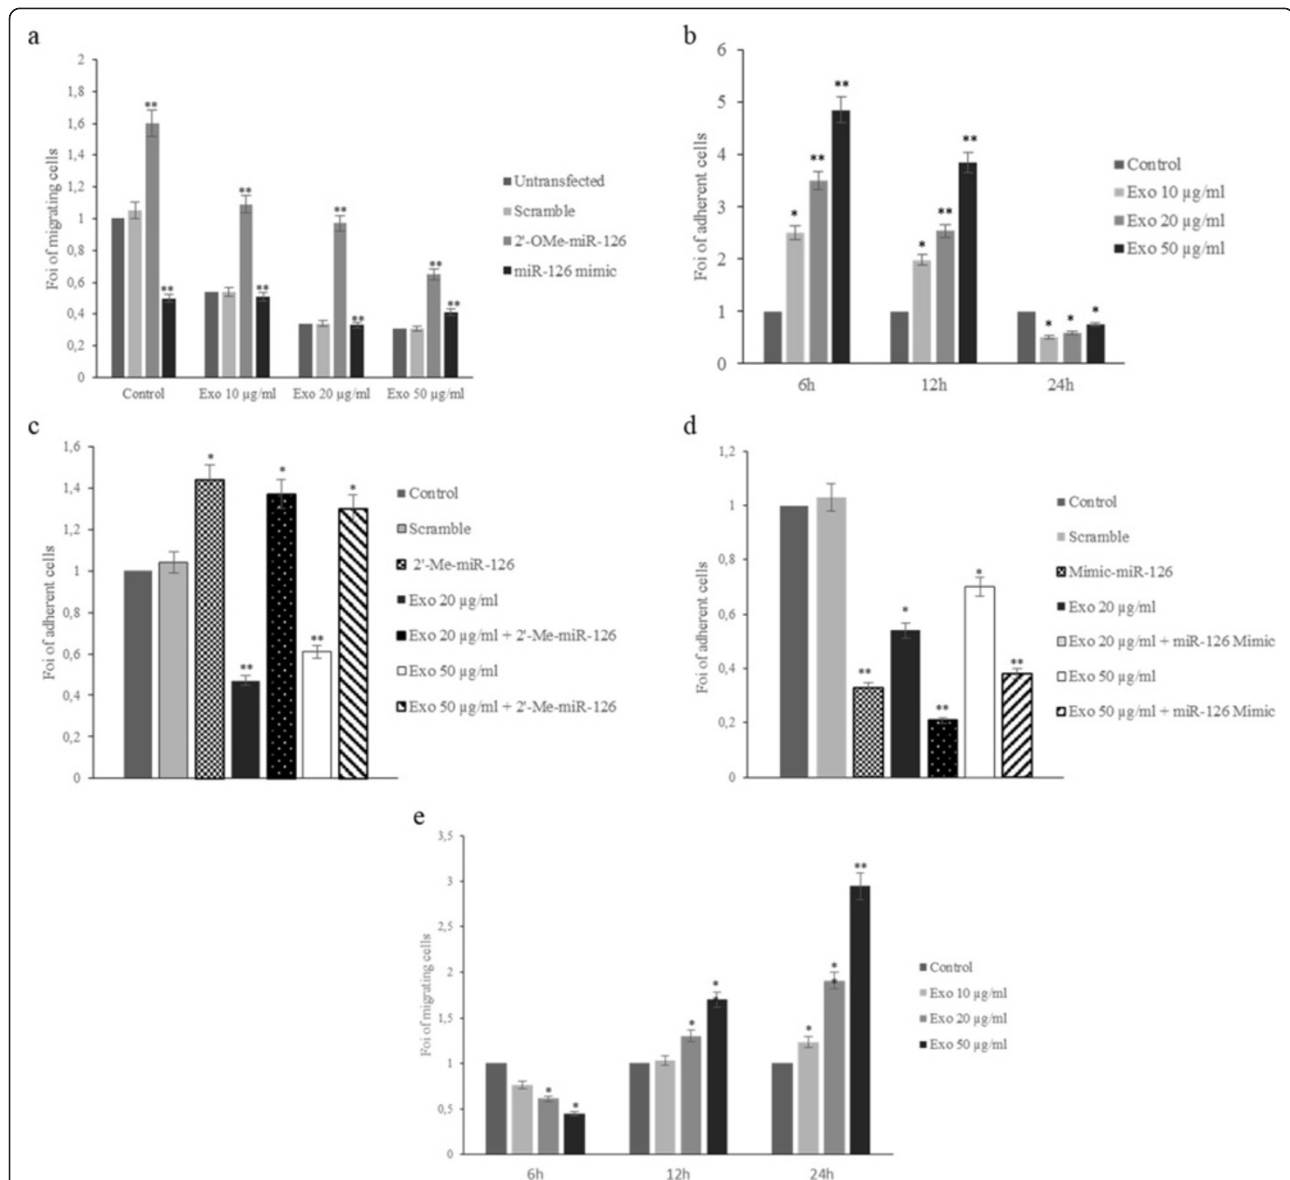 a
Foi of migrating cells
2
1,8
1,6
1,4
1,2
1
0,8
0,6
0,4
0,2
0
**
**
**
**
**
**
**
**
Control
Exo 10 µg/ml
Exo 20 µg/ml
Exo 50 µg/ml
Untransfected
Scramble
2'-OMe-miR-126
miR-126 mimic
b
Foi of adherent cells
6
5
4
3
2
1
0
*
**
**
*
**
**
*
*
*
6h
12h
24h
Control
Exo 10 µg/ml
Exo 20 µg/ml
Exo 50 µg/ml
c
Foi of adherent cells
1,6
1,4
1,2
1
0,8
0,6
0,4
0,2
0
*
**
*
**
*
Control
Scramble
2'-Me-miR-126
Exo 20 µg/ml
Exo 20 µg/ml + 2'-Me-miR-126
Exo 50 µg/ml
Exo 50 µg/ml + 2'-Me-miR-126
d
Foi of adherent cells
1,2
1
0,8
0,6
0,4
0,2
0
**
*
**
*
**
Control
Scramble
Mimic-miR-126
Exo 20 µg/ml
Exo 20 µg/ml + miR-126 Mimic
Exo 50 µg/ml
Exo 50 µg/ml + miR-126 Mimic
e
Foi of migrating cells
3,5
3
2,5
2
1,5
1
0,5
0
*
*
*
*
*
*
*
**
6h
12h
24h
Control
Exo 10 µg/ml
Exo 20 µg/ml
Exo 50 µg/ml